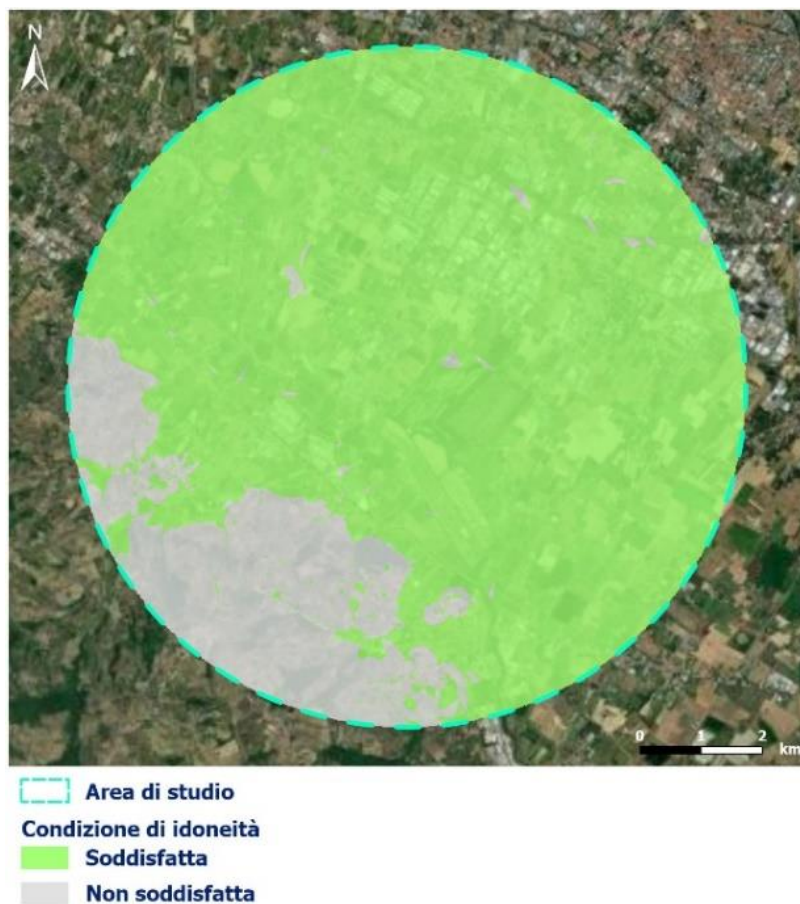 N
0 1 2
km
Area di studio
Condizione di idoneità
Soddisfatta
Non soddisfatta